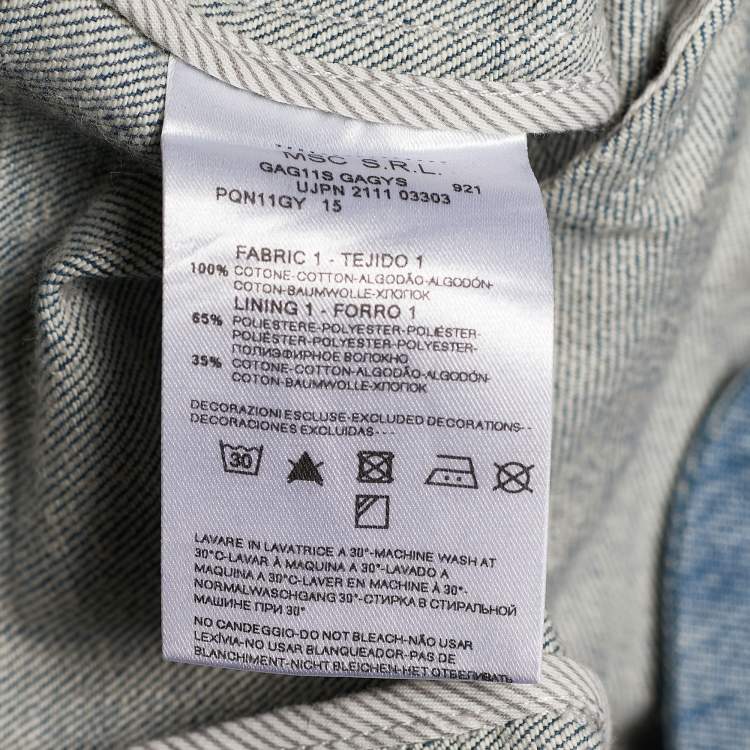 MSC S.R.L.
GAG11S GAGYS 921
UJPN 2111 03303
PQN11GY 15
FABRIC 1 - TEJIDO 1
100% COTONE-COTTON-ALGODÃO-ALGODÓN-
COTON-BAUMWOLLE-ХЛОПОК
LINING 1 - FORRO 1
65% POLIESTERE-POLYESTER-POLIÉSTER-
POLIÉSTER-POLYESTER-POLYESTER-
ПОЛИЭФИРНОЕ ВОЛОКНО
35% COTONE-COTTON-ALGODÃO-ALGODÓN-
COTON-BAUMWOLLE-ХЛОПОК
DECORAZIONI ESCLUSE-EXCLUDED DECORATIONS--
DECORACIONES EXCLUIDAS---
30
LAVARE IN LAVATRICE A 30°-MACHINE WASH AT
30°C-LAVAR À MAQUINA A 30°-LAVADO A
MAQUINA A 30°C-LAVER EN MACHINE À 30°-
NORMALWASCHGANG 30°-СТИРКА В СТИРАЛЬНОЙ
МАШИНЕ ПРИ 30°
NO CANDEGGIO-DO NOT BLEACH-NÃO USAR
LEXÍVIA-NO USAR BLANQUEADOR-PAS DE
BLANCHIMENT-NICHT BLEICHEN-НЕ ОТБЕЛИВАТЬ